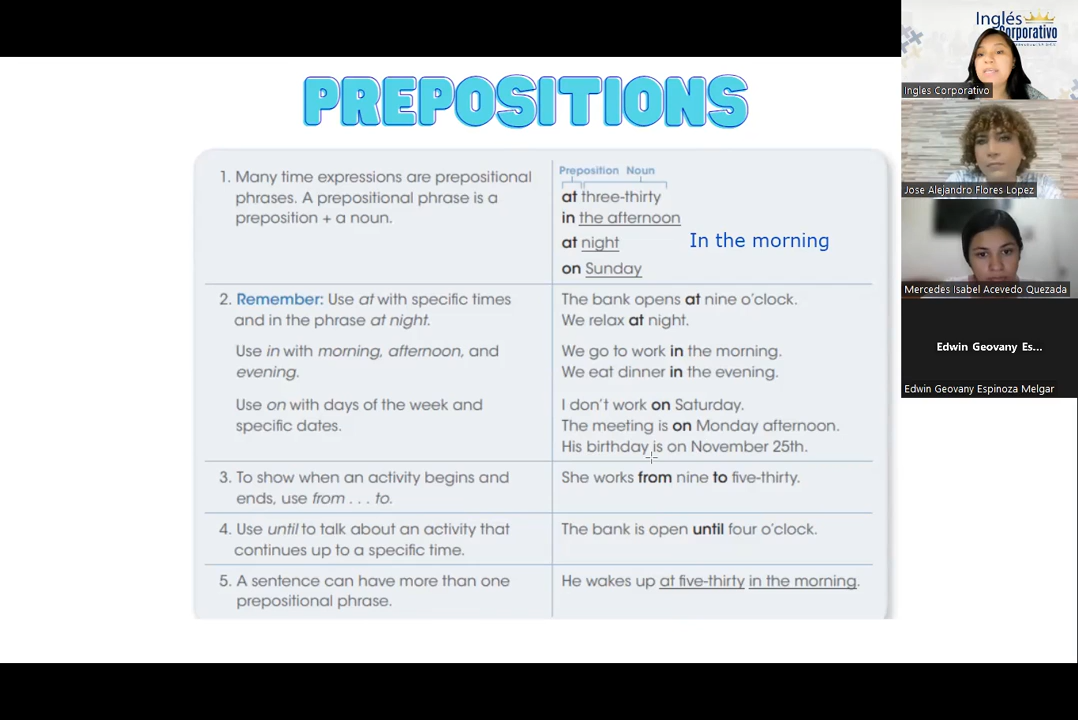 PREPOSITIONS
1. Many time expressions are prepositional
phrases. A prepositional phrase is a
preposition + a noun.
Preposition Noun
at three-thirty
in the afternoon
at night
on Sunday
In the morning
2. Remember: Use at with specific times
and in the phrase at night.
The bank opens at nine o'clock.
We relax at night.
Use in with morning, afternoon, and
evening.
We go to work in the morning.
We eat dinner in the evening.
Use on with days of the week and
specific dates.
I don't work on Saturday.
The meeting is on Monday afternoon.
His birthday is on November 25th.
3. To show when an activity begins and
ends, use from . . . to.
She works from nine to five-thirty.
4. Use until to talk about an activity that
continues up to a specific time.
The bank is open until four o'clock.
5. A sentence can have more than one
prepositional phrase.
He wakes up at five-thirty in the morning.
Inglés
Corporativo
Ingles Corporativo
Jose Alejandro Flores Lopez
Mercedes Isabel Acevedo Quezada
Edwin Geovany Es...
Edwin Geovany Espinoza Melgar